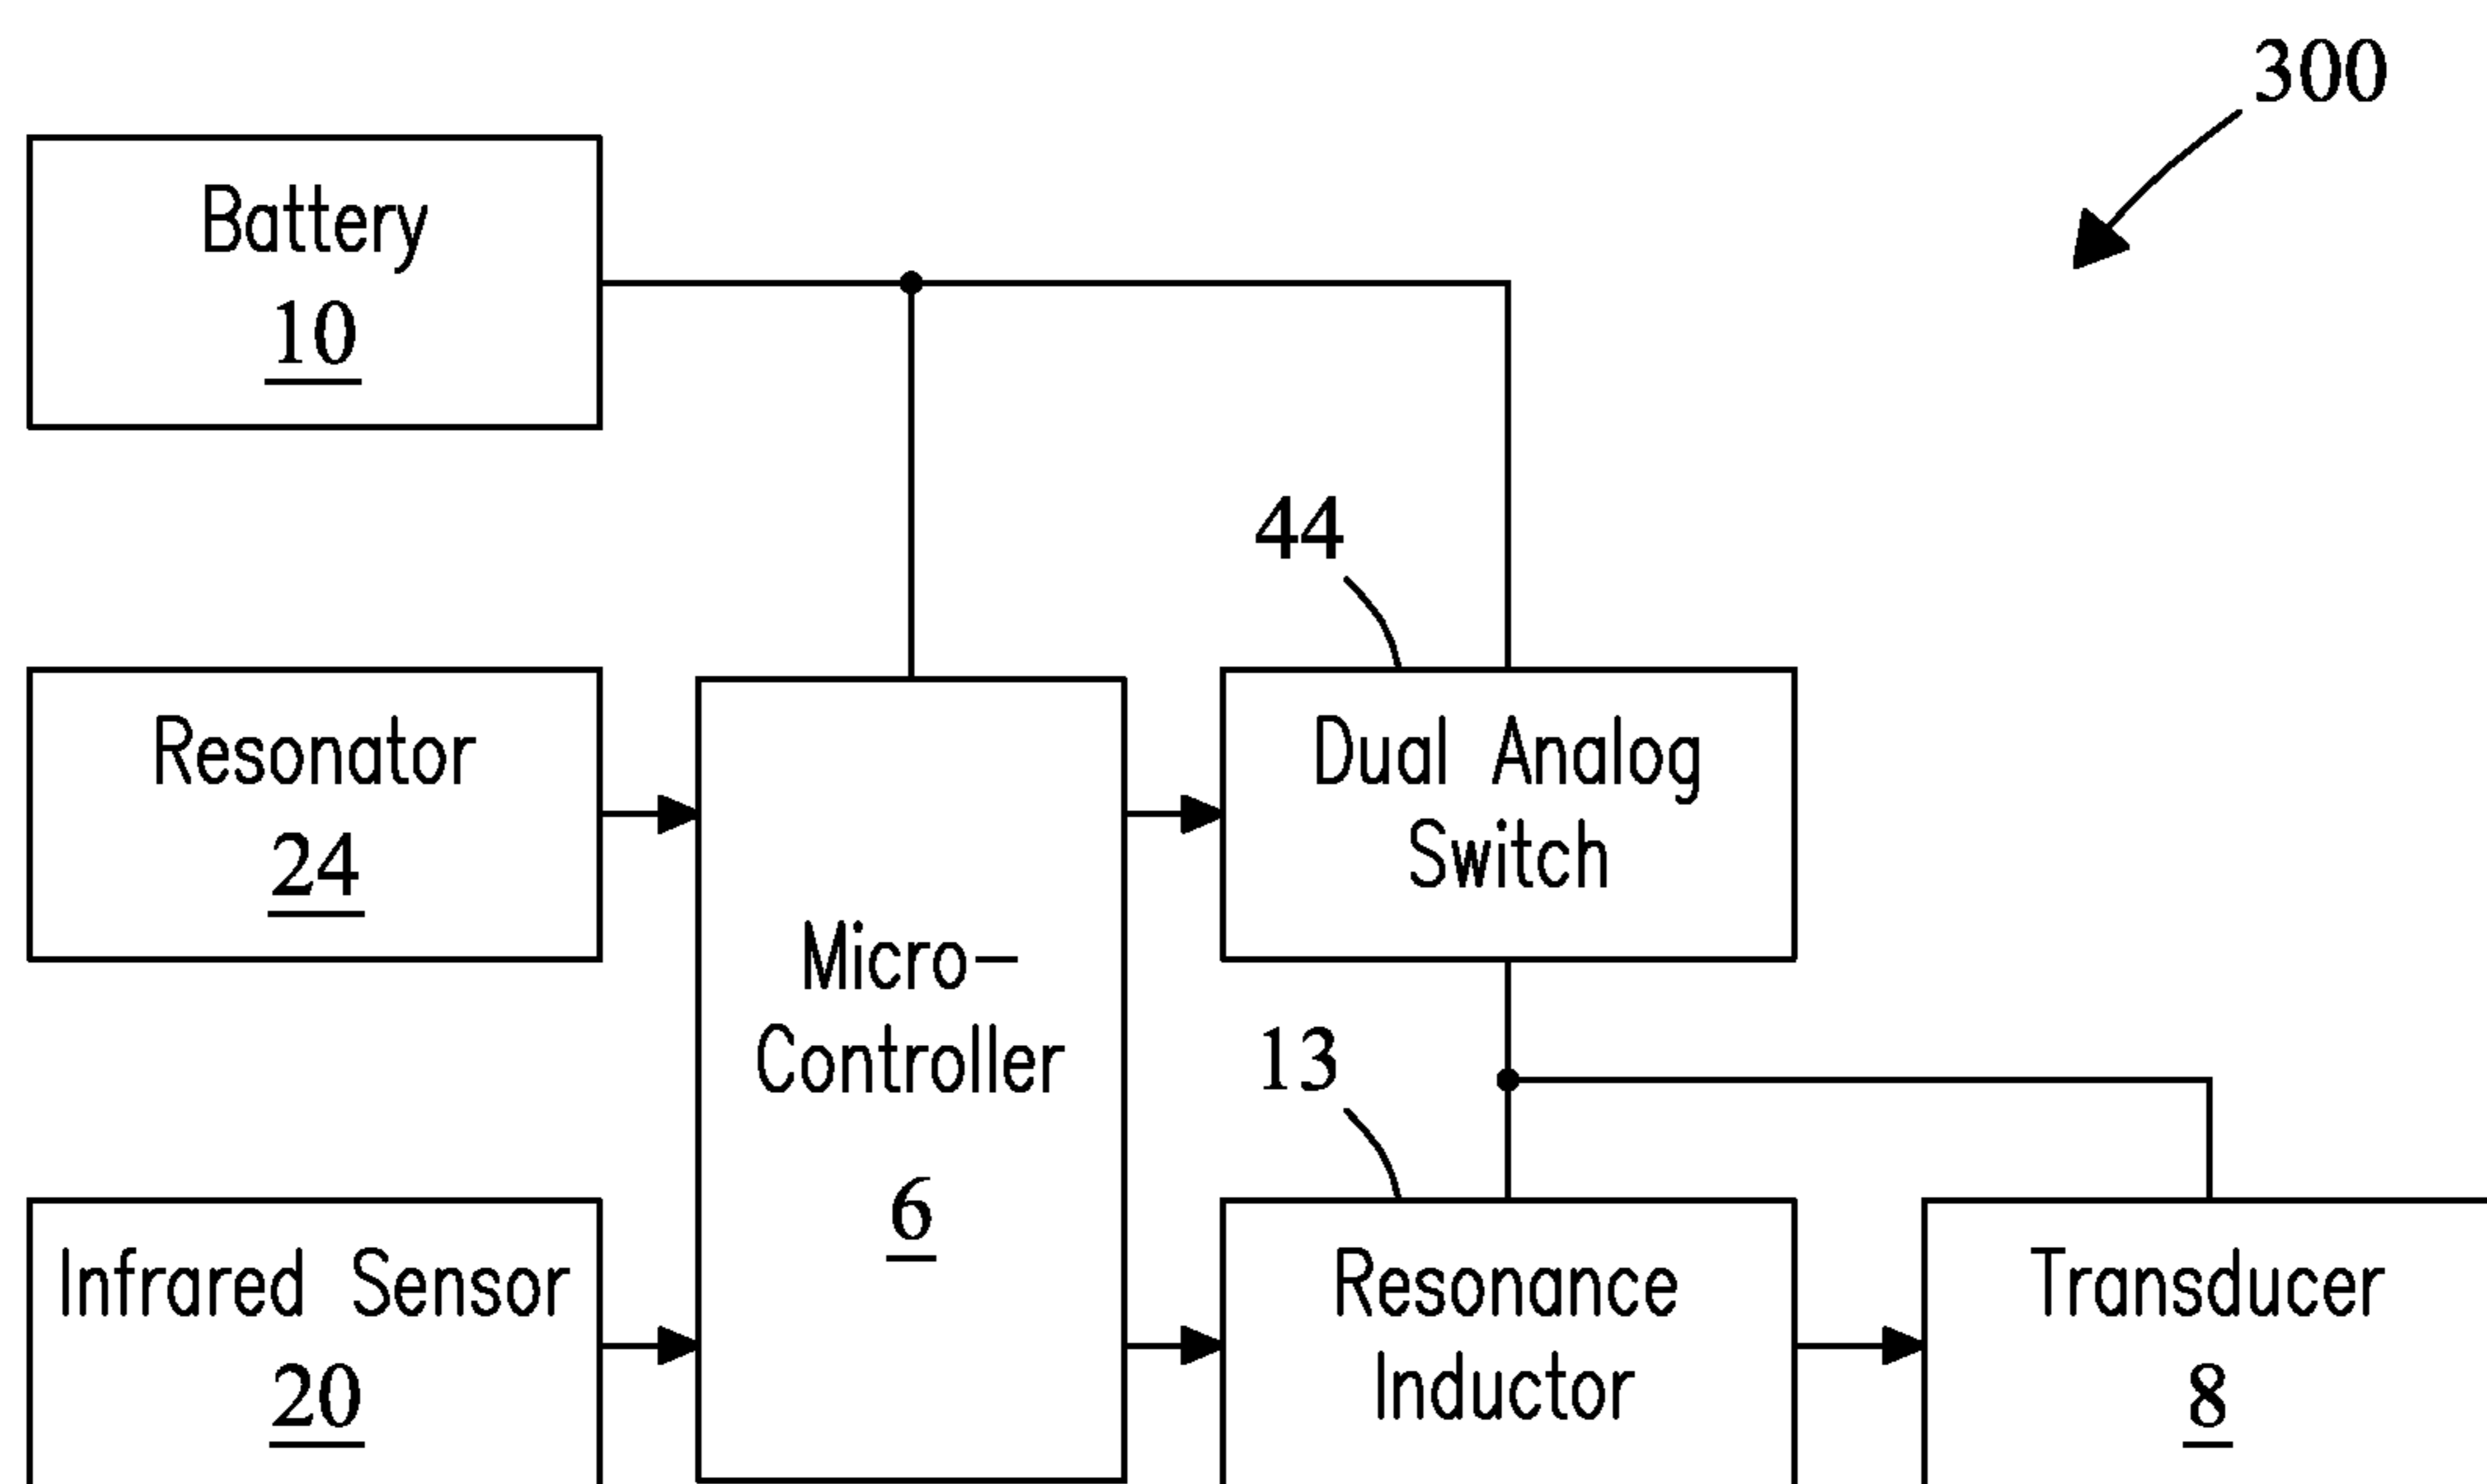 300
Battery
10
44
Resonator
24
Dual Analog
Switch
Micro-
Controller
6
13
Infrared Sensor
20
Resonance
Inductor
Transducer
8